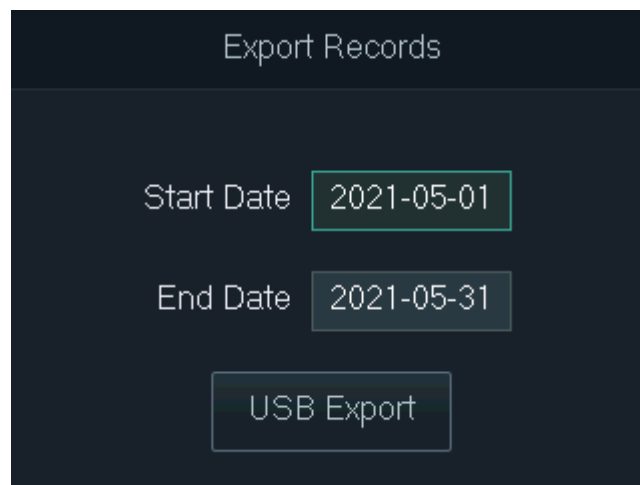 Export Records
Start Date 2021-05-01
End Date 2021-05-31
USB Export